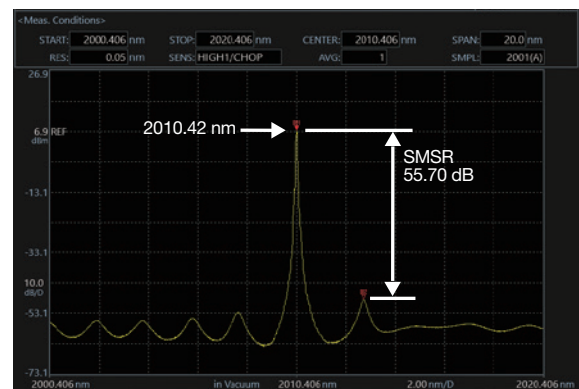 <Meas. Conditions>
START: 2000.406 nm STOP: 2020.406 nm CENTER: 2010.406 nm SPAN: 20.0 nm
RES: 0.05 nm SENS: HIGH1/CHOP AVG: 1 SMPL: 2001(A)
26.9
6.9 REF
dBm
2010.42 nm
SMSR
55.70 dB
-13.1
-33.1
10.0
dB/D
-53.1
-73.1
2000.406 nm in Vacuum 2010.406 nm 2.00 nm/D 2020.406 nm